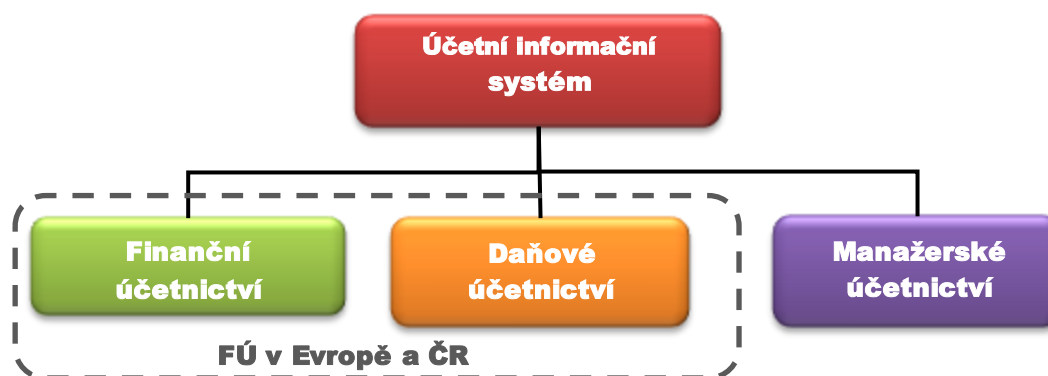 Účetní informační
systém
Finanční
účetnictví
Daňové
účetnictví
Manažerské
účetnictví
FÚ v Evropě a ČR